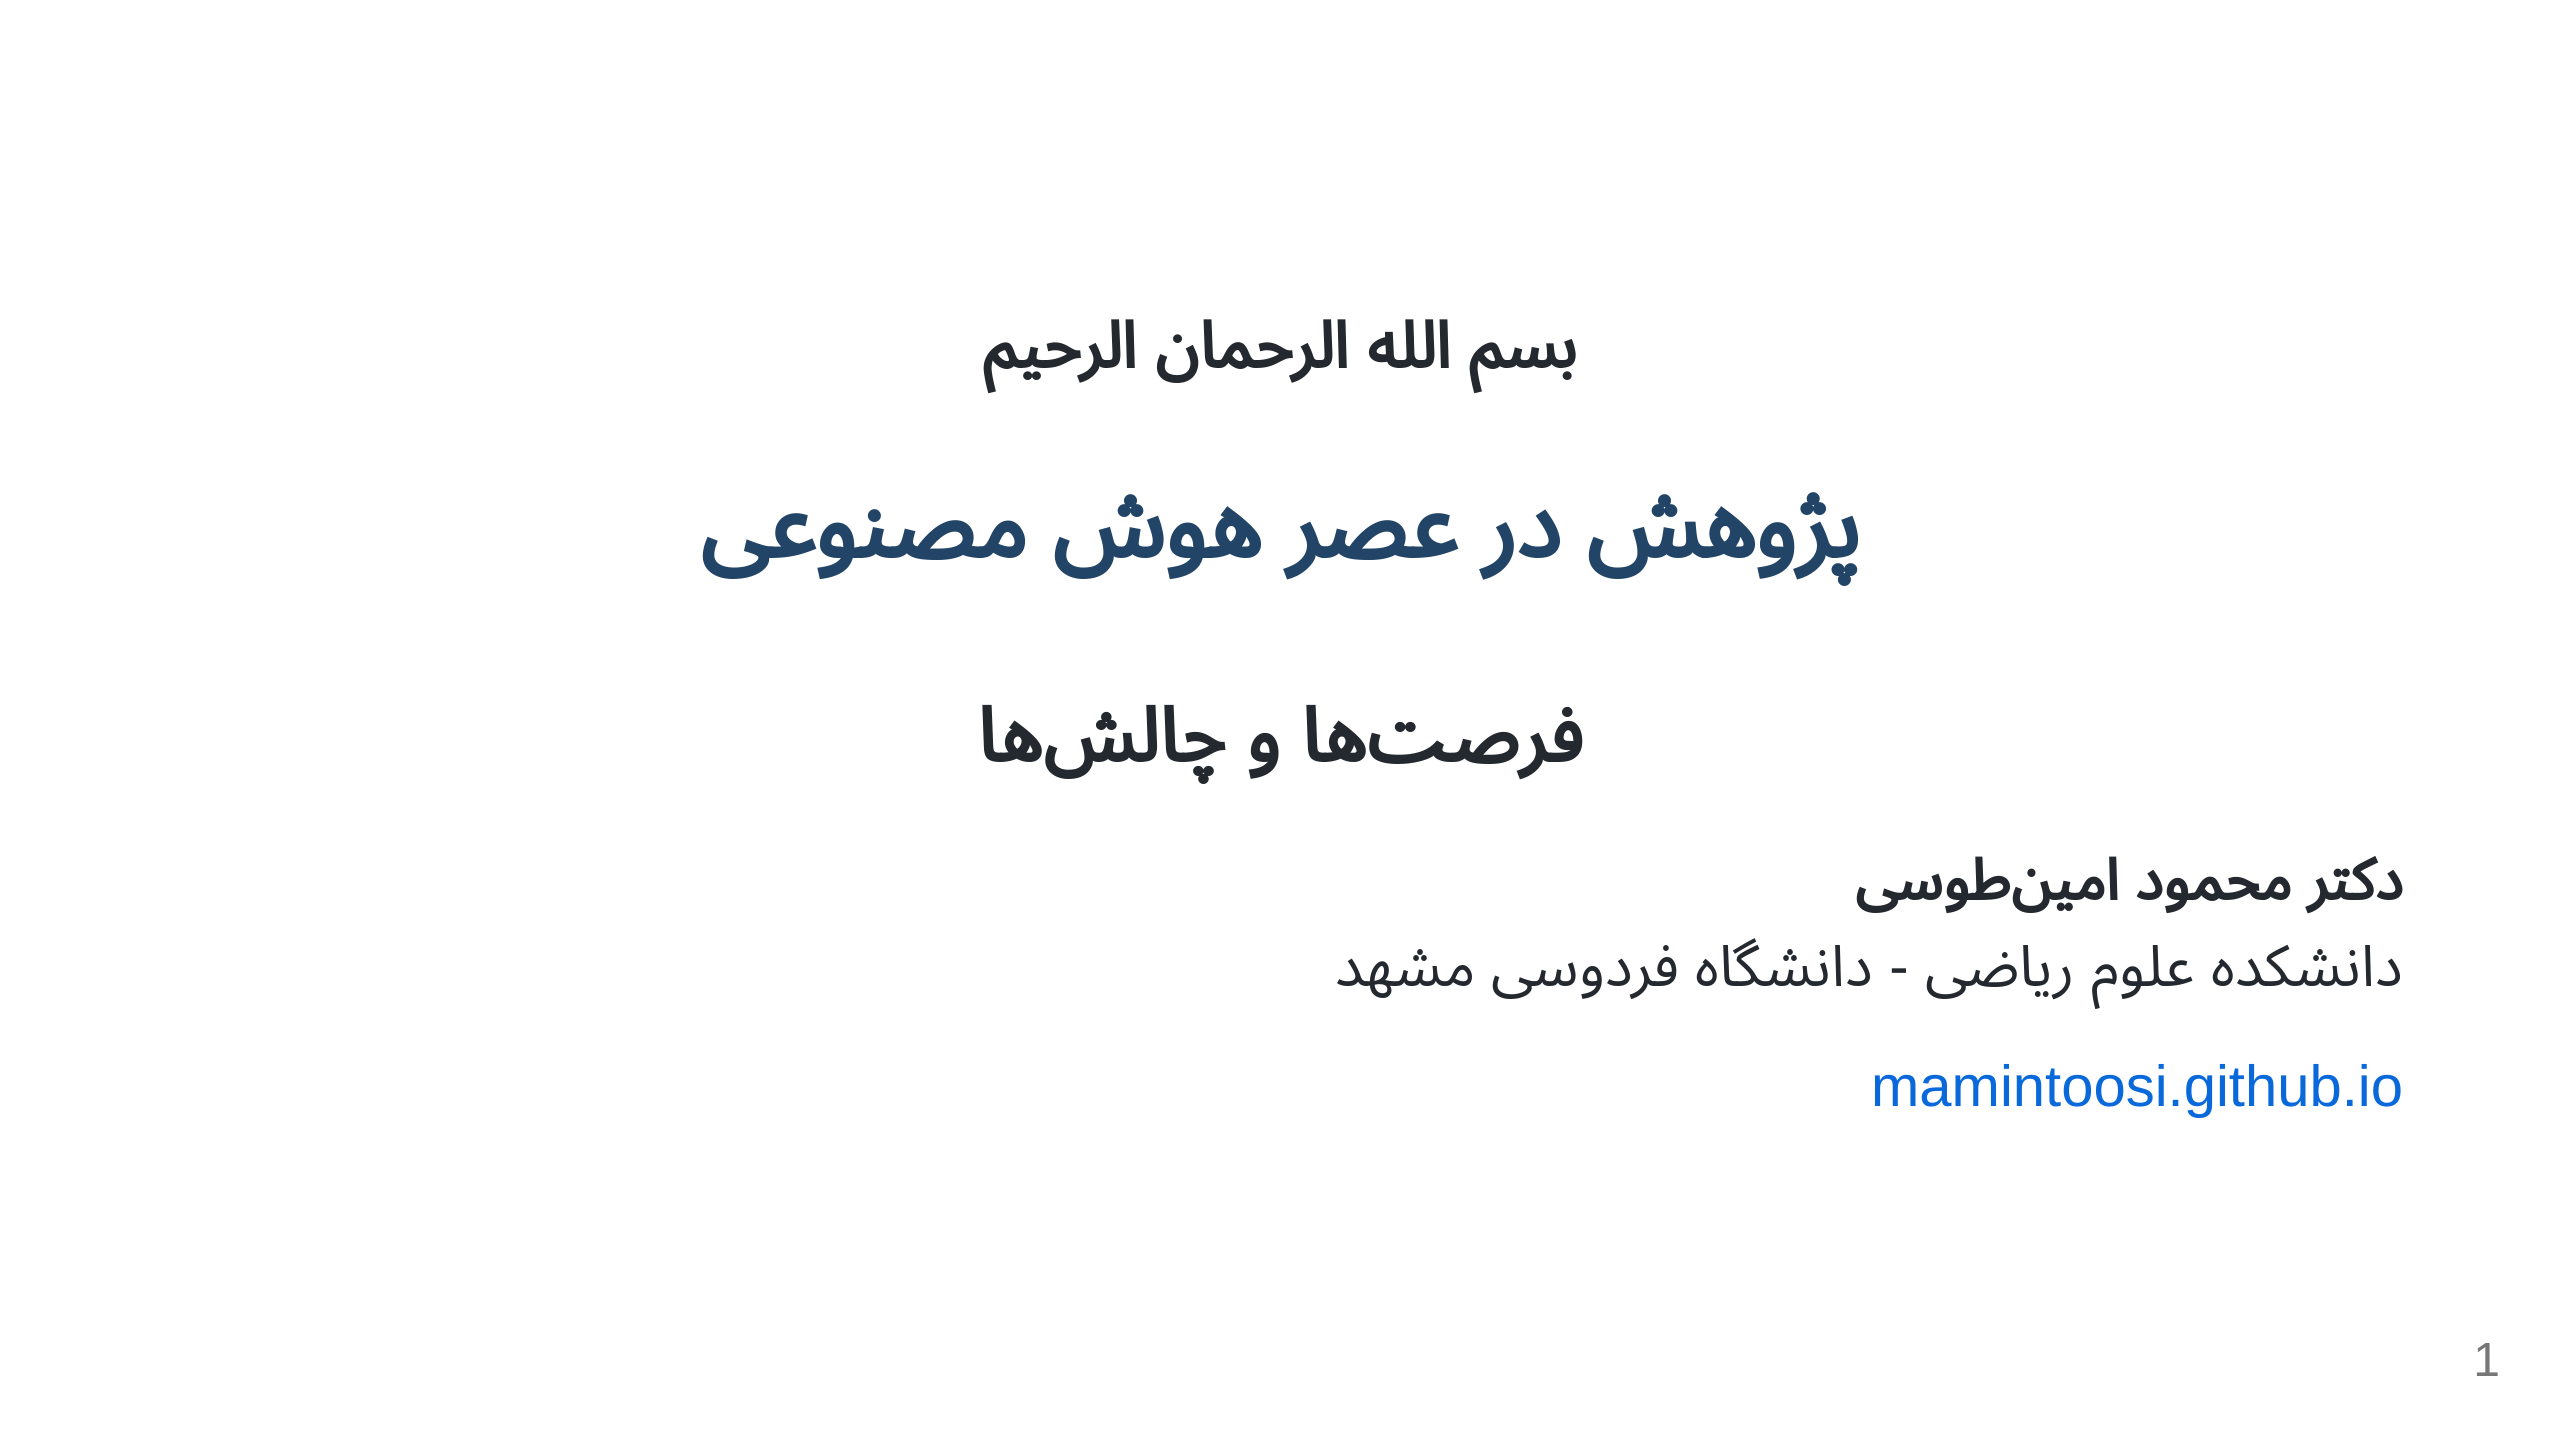 بسم الله الرحمان الرحیم
پژوهش در عصر هوش مصنوعی
فرصت‌ها و چالش‌ها
دکتر محمود امین‌طوسی
دانشکده علوم ریاضی - دانشگاه فردوسی مشهد
mamintoosi.github.io
1